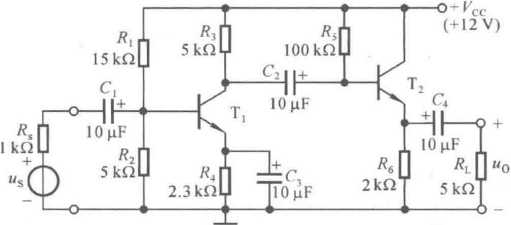 +V_CC
(+12 V)
R₁
15 kΩ
R₃
5 kΩ
R₅
100 kΩ
C₁
+
10 μF
C₂
+
10 μF
T₁
T₂
+
C₄
10 μF
R_s
1 kΩ
+
u_s
−
R₂
5 kΩ
R₄
2.3 kΩ
+
C₃
10 μF
R₆
2 kΩ
R_L
5 kΩ
+
u_o
−